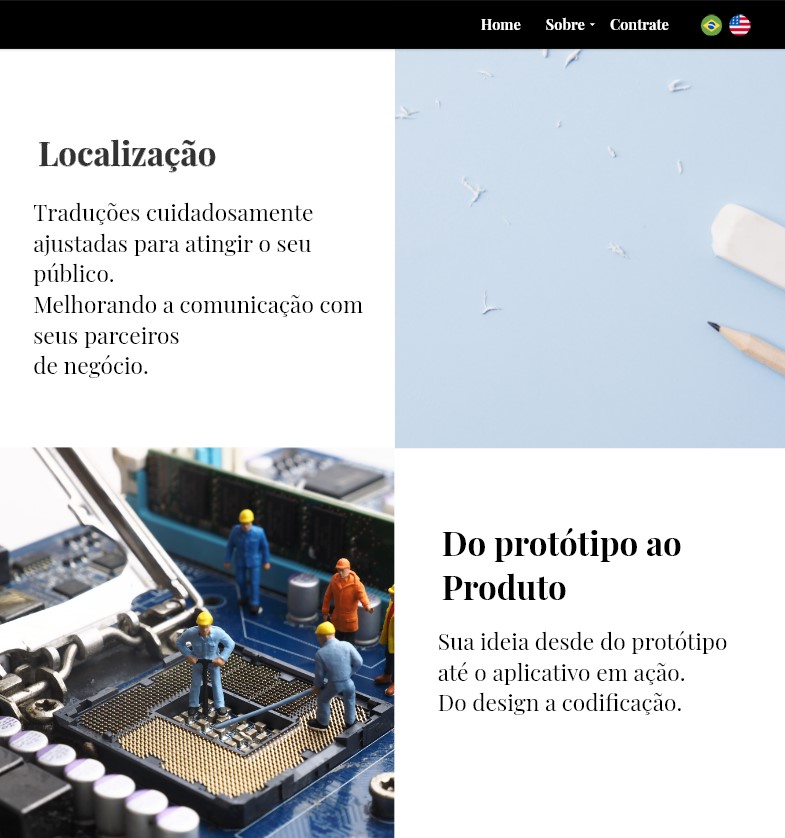 Home Sobre Contrate
Localização
Traduções cuidadosamente
ajustadas para atingir o seu
público.
Melhorando a comunicação com
seus parceiros
de negócio.
Do protótipo ao
Produto
Sua ideia desde do protótipo
até o aplicativo em ação.
Do design a codificação.